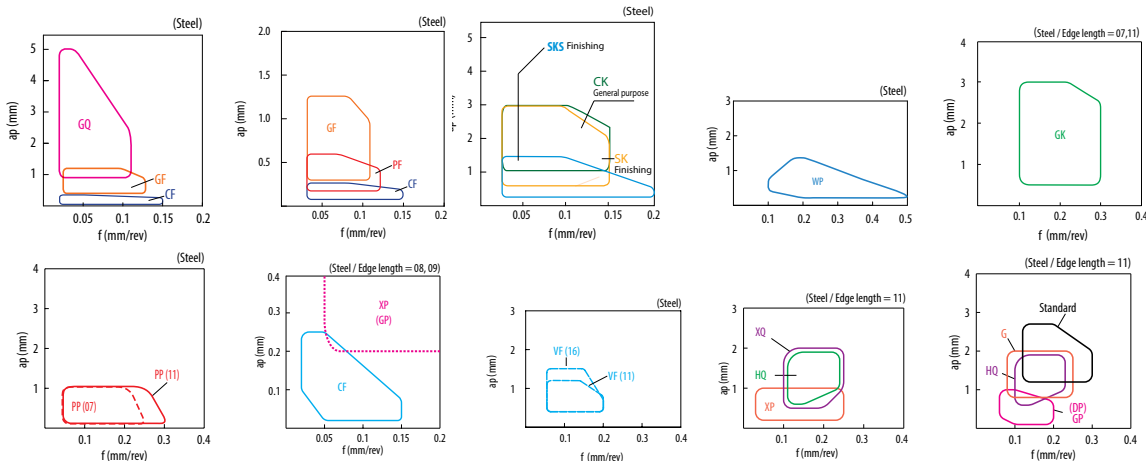 (Steel)
5
4
3
2
1
ap (mm)
GQ
GF
CF
0.05
0.1
0.15
0.2
f (mm/rev)
(Steel)
2.0
1.5
1.0
0.5
ap (mm)
GF
PF
CF
0.05
0.1
0.15
0.2
f (mm/rev)
(Steel)
5
4
3
2
1
ap (mm)
SKS Finishing
CK
General purpose
SK
Finishing
0.05
0.1
0.15
0.2
f (mm/rev)
(Steel)
3
2
1
ap (mm)
WP
0.1
0.2
0.3
0.4
0.5
f (mm/rev)
(Steel / Edge length = 07,11)
4
3
2
1
ap (mm)
GK
0.1
0.2
0.3
0.4
f (mm/rev)
(Steel)
4
3
2
1
ap (mm)
PP (11)
PP (07)
0.1
0.2
0.3
0.4
f (mm/rev)
(Steel / Edge length = 08, 09)
0.4
0.3
0.2
0.1
ap (mm)
XP
(GP)
CF
0.05
0.1
0.15
0.2
f (mm/rev)
(Steel)
3
2
1
ap (mm)
VF (16)
VF (11)
0.1
0.2
0.3
0.4
f (mm/rev)
(Steel / Edge length = 11)
3
2
1
ap (mm)
XQ
HQ
XP
0.1
0.2
0.3
0.4
f (mm/rev)
(Steel / Edge length = 11)
4
3
2
1
ap (mm)
Standard
G
HQ
(DP)
GP
0.1
0.2
0.3
0.4
f (mm/rev)